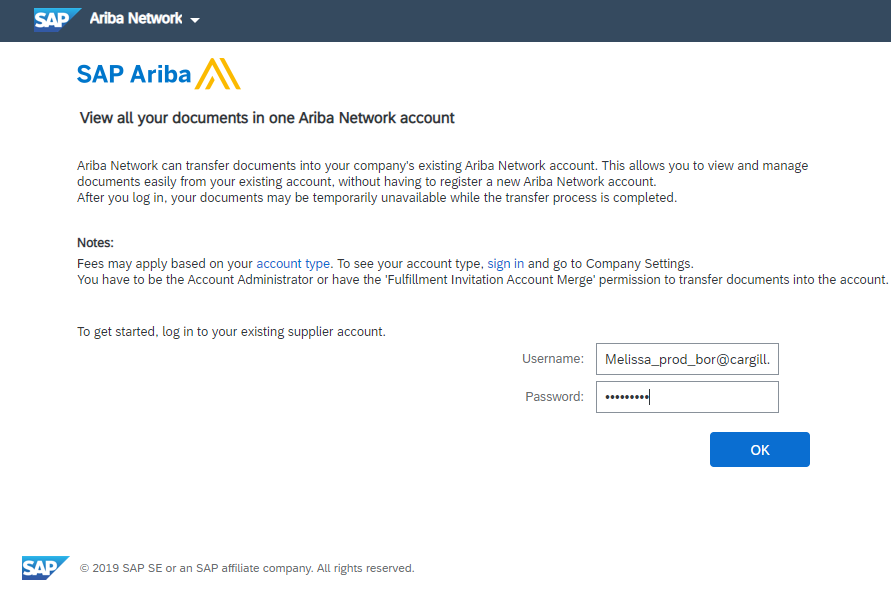 SAP Ariba Network
SAP Ariba
View all your documents in one Ariba Network account
Ariba Network can transfer documents into your company's existing Ariba Network account. This allows you to view and manage
documents easily from your existing account, without having to register a new Ariba Network account.
After you log in, your documents may be temporarily unavailable while the transfer process is completed.
Notes:
Fees may apply based on your account type. To see your account type, sign in and go to Company Settings.
You have to be the Account Administrator or have the 'Fulfillment Invitation Account Merge' permission to transfer documents into the account.
To get started, log in to your existing supplier account.
Username: Melissa_prod_bor@cargill.
Password: •••••••••
OK
SAP © 2019 SAP SE or an SAP affiliate company. All rights reserved.